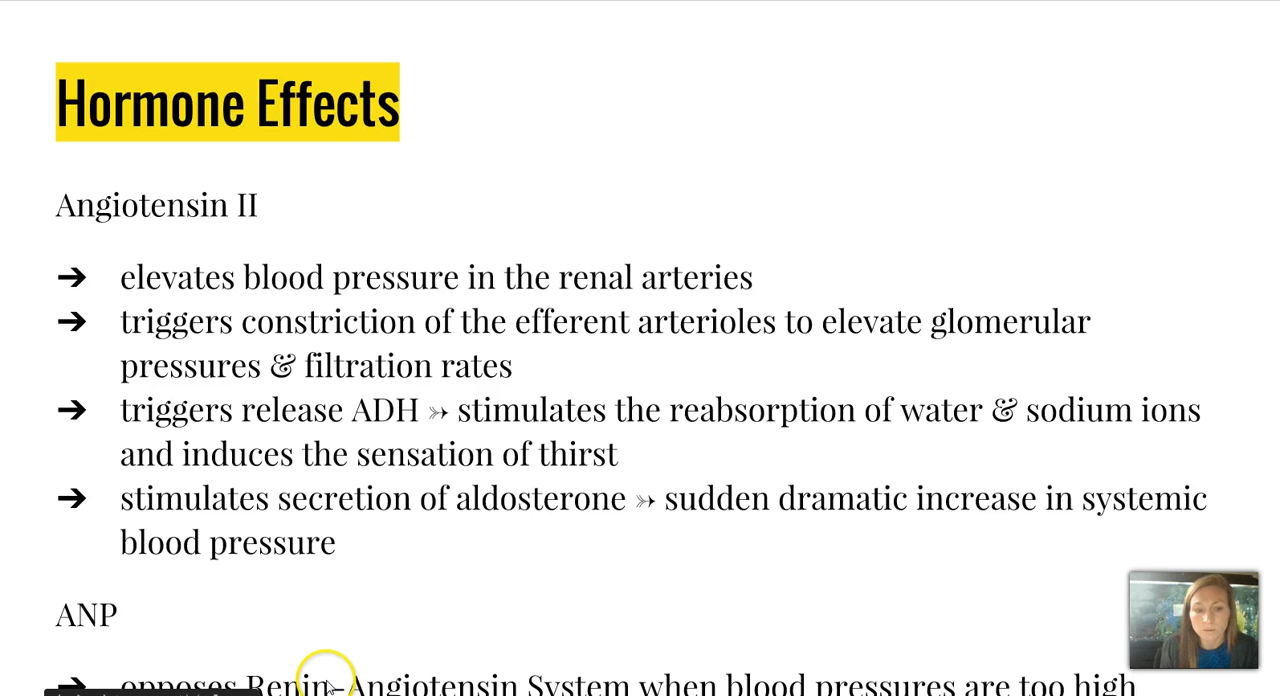 Hormone Effects
Angiotensin II
➔ elevates blood pressure in the renal arteries
➔ triggers constriction of the efferent arterioles to elevate glomerular
pressures & filtration rates
➔ triggers release ADH ➳ stimulates the reabsorption of water & sodium ions
and induces the sensation of thirst
➔ stimulates secretion of aldosterone ➳ sudden dramatic increase in systemic
blood pressure
ANP
➔ opposes Renin-Angiotensin System when blood pressures are too high